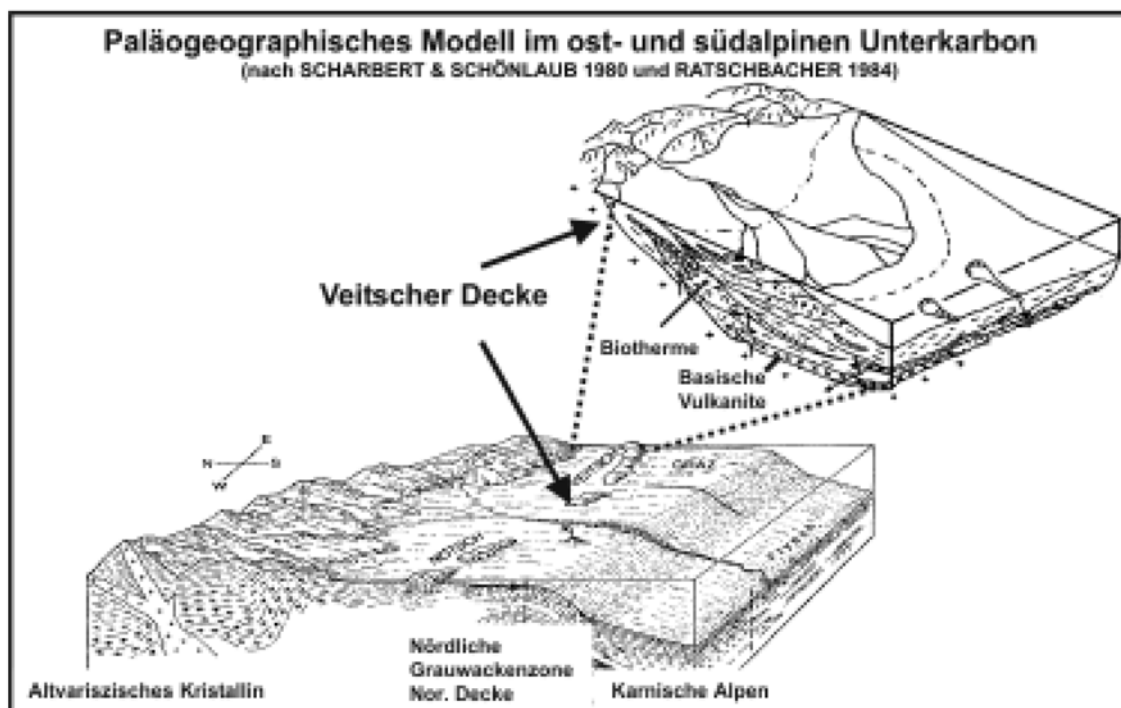 Paläogeographisches Modell im ost- und südalpinen Unterkarbon
(nach SCHARBERT & SCHÖNLAUB 1980 und RATSCHBACHER 1984)
Veitscher Decke
Biotherme
Basische
Vulkanite
E
N S
W
GRAZ
NÖTSCH
Nördliche
Grauwackenzone
Nor. Decke
Altvariszisches Kristallin
Karnische Alpen